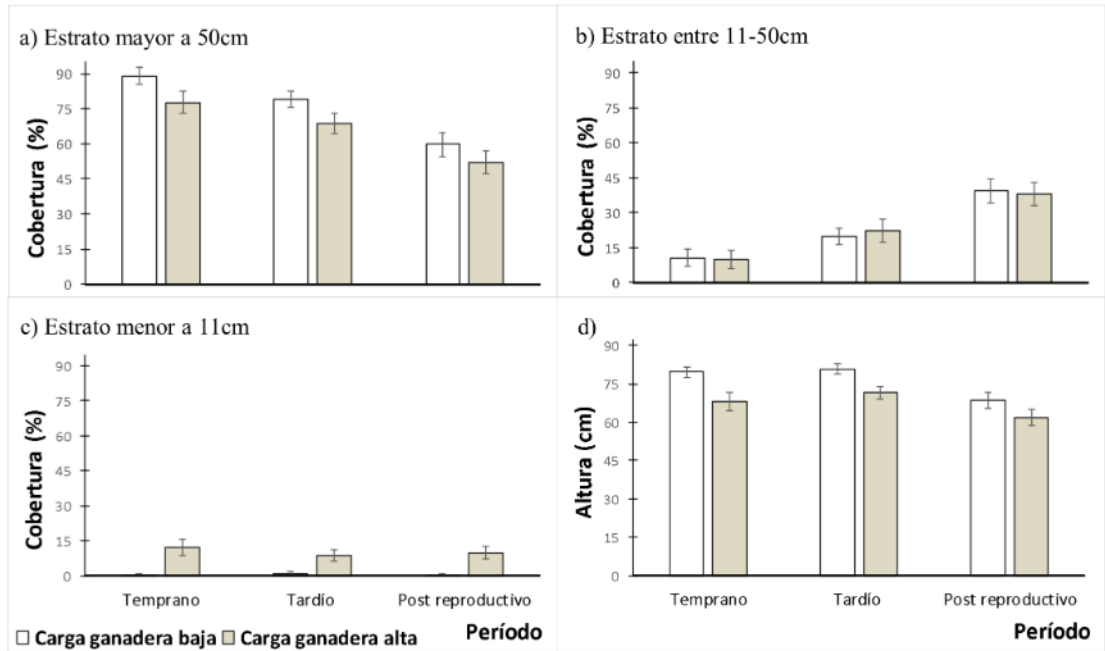 a) Estrato mayor a 50cm
Cobertura (%)
90
75
60
45
30
15
0
b) Estrato entre 11-50cm
Cobertura (%)
90
75
60
45
30
15
0
c) Estrato menor a 11cm
Cobertura (%)
90
75
60
45
30
15
0
Temprano Tardío Post reproductivo
Carga ganadera baja Carga ganadera alta Período
d)
Altura (cm)
90
75
60
45
30
15
0
Temprano Tardío Post reproductivo
Período